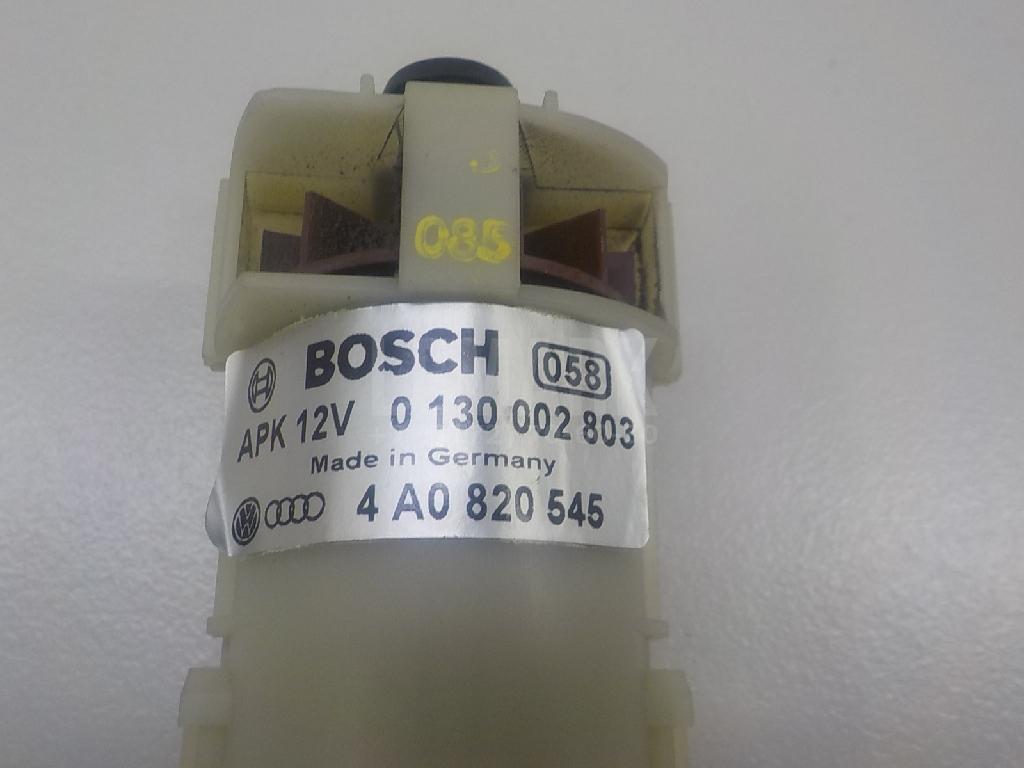 085
BOSCH 058
APK 12V 0 130 002 803
Made in Germany
4 A0 820 545